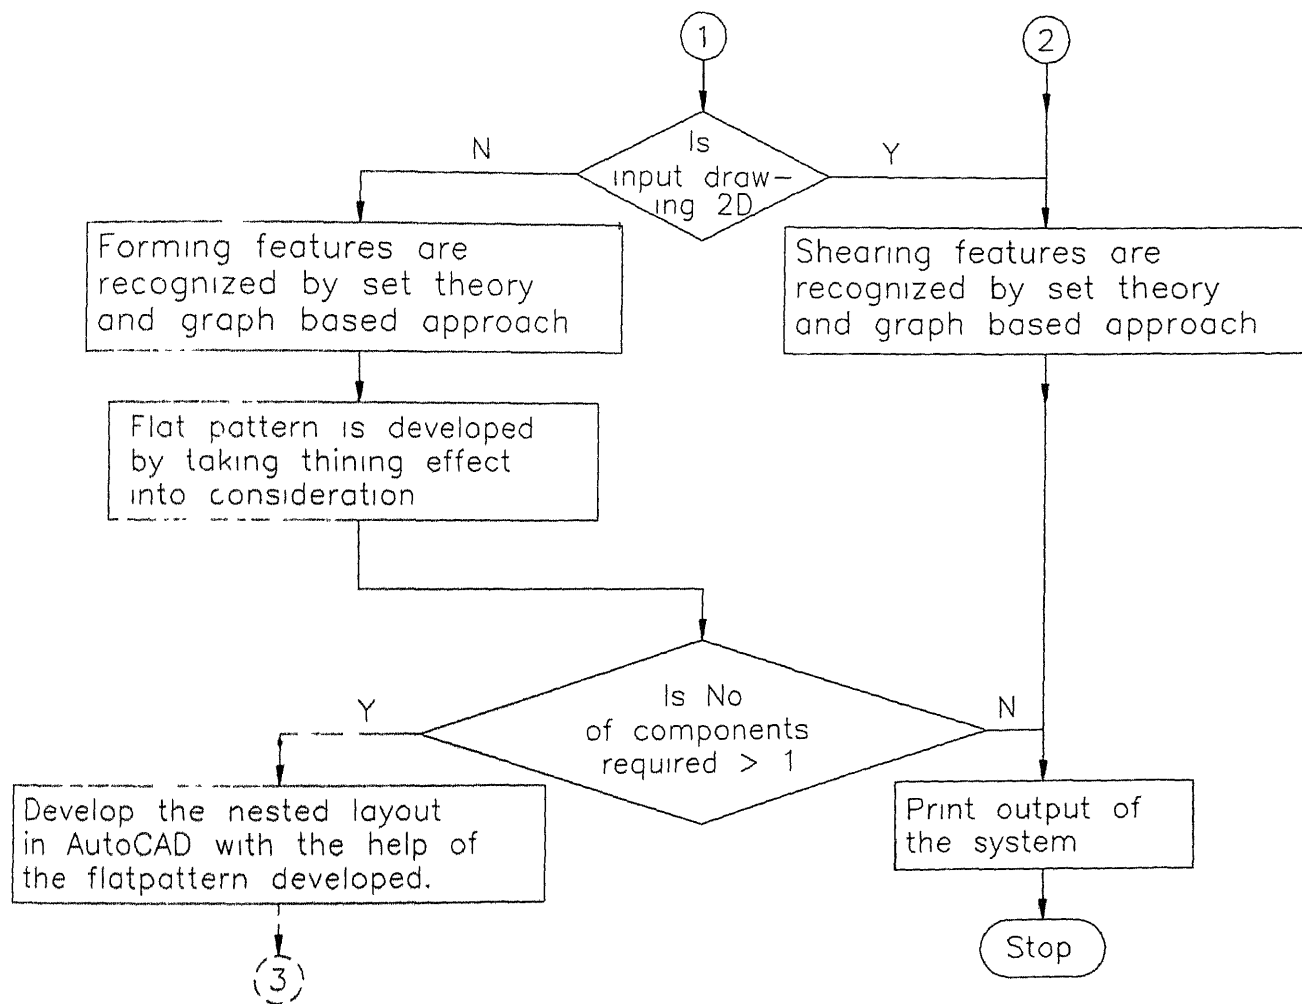 1
2
N
Y
Is
input draw-
ing 2D
Forming features are
recognized by set theory
and graph based approach
Shearing features are
recognized by set theory
and graph based approach
Flat pattern is developed
by taking thining effect
into consideration
Y
N
Is No
of components
required > 1
Develop the nested layout
in AutoCAD with the help of
the flatpattern developed.
Print output of
the system
3
Stop